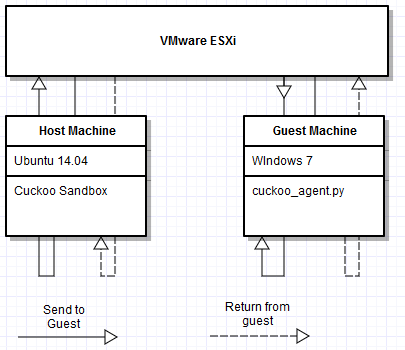 VMware ESXi
Host Machine
Ubuntu 14.04
Cuckoo Sandbox
Guest Machine
WIndows 7
cuckoo_agent.py
Send to
Guest
Return from
guest